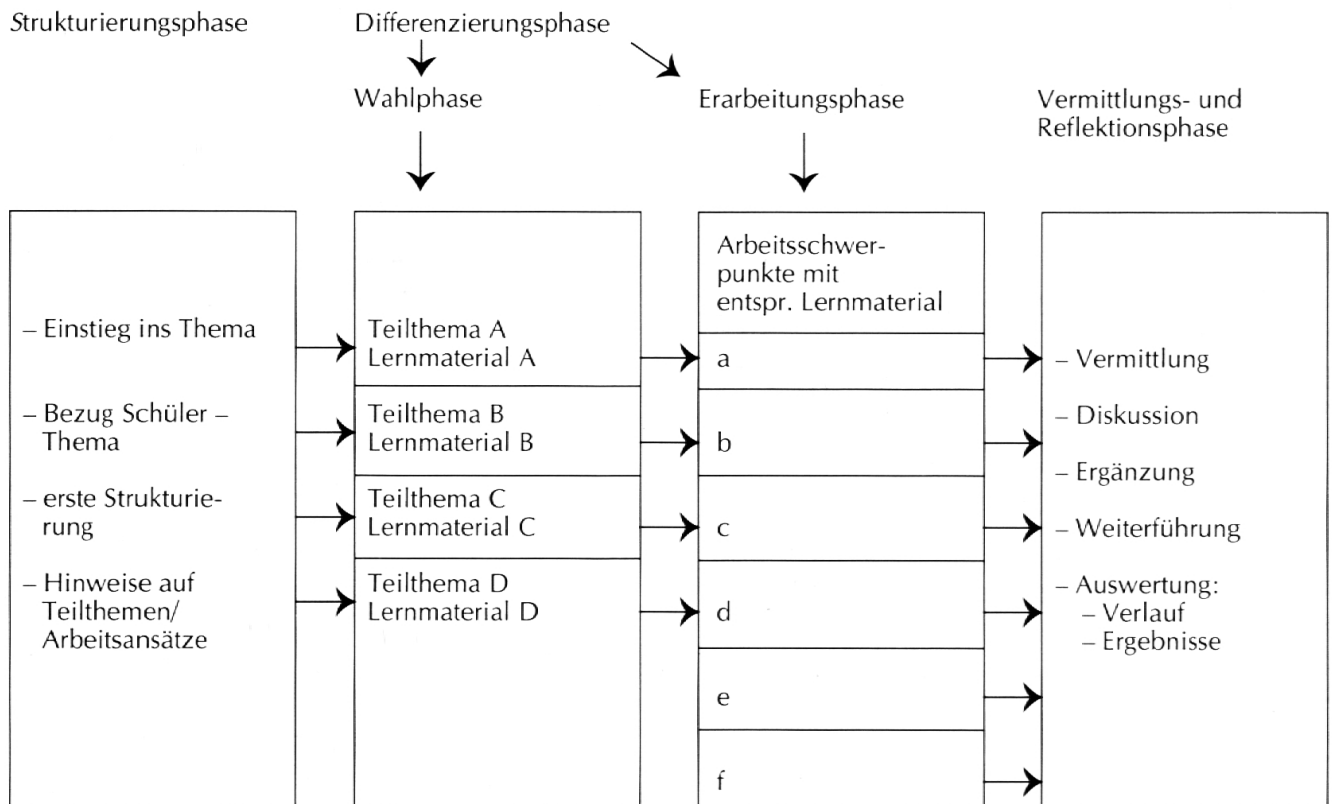 Strukturierungsphase
Differenzierungsphase
Wahlphase
Erarbeitungsphase
Vermittlungs- und
Reflektionsphase
– Einstieg ins Thema
– Bezug Schüler –
Thema
– erste Strukturie-
rung
– Hinweise auf
Teilthemen/
Arbeitsansätze
Teilthema A
Lernmaterial A
Teilthema B
Lernmaterial B
Teilthema C
Lernmaterial C
Teilthema D
Lernmaterial D
Arbeitsschwer-
punkte mit
entspr. Lernmaterial
a
b
c
d
e
f
– Vermittlung
– Diskussion
– Ergänzung
– Weiterführung
– Auswertung:
– Verlauf
– Ergebnisse